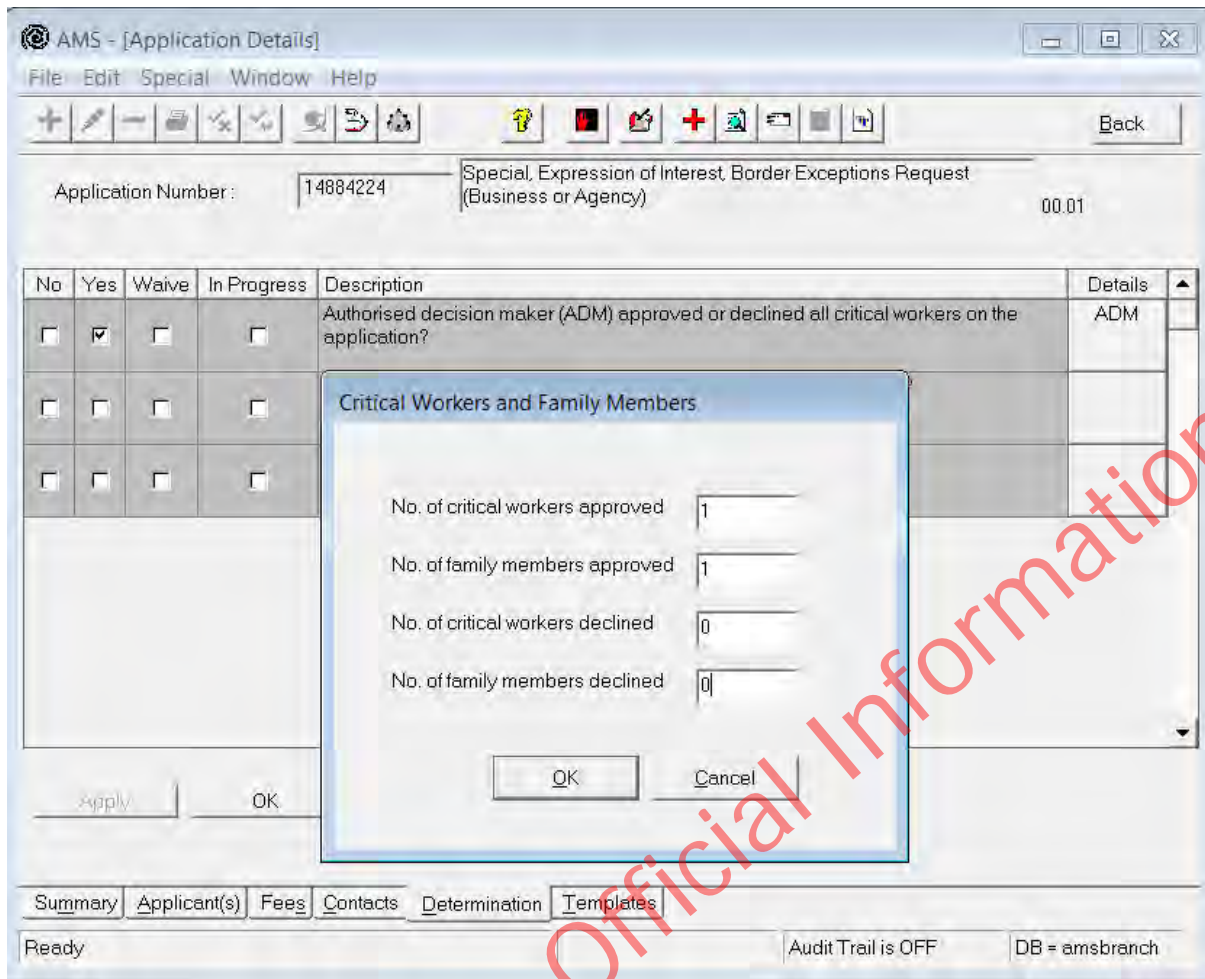 AMS - [Application Details]
File Edit Special Window Help
Back
Application Number :
14884224
Special, Expression of Interest, Border Exceptions Request
(Business or Agency)
00.01
No Yes Waive In Progress Description Details
Authorised decision maker (ADM) approved or declined all critical workers on the
application?
ADM
Critical Workers and Family Members
No. of critical workers approved 1
No. of family members approved 1
No. of critical workers declined 0
No. of family members declined 0
OK Cancel
Apply OK
Summary Applicant(s) Fees Contacts Determination Templates
Ready Audit Trail is OFF DB = amsbranch
Official Information